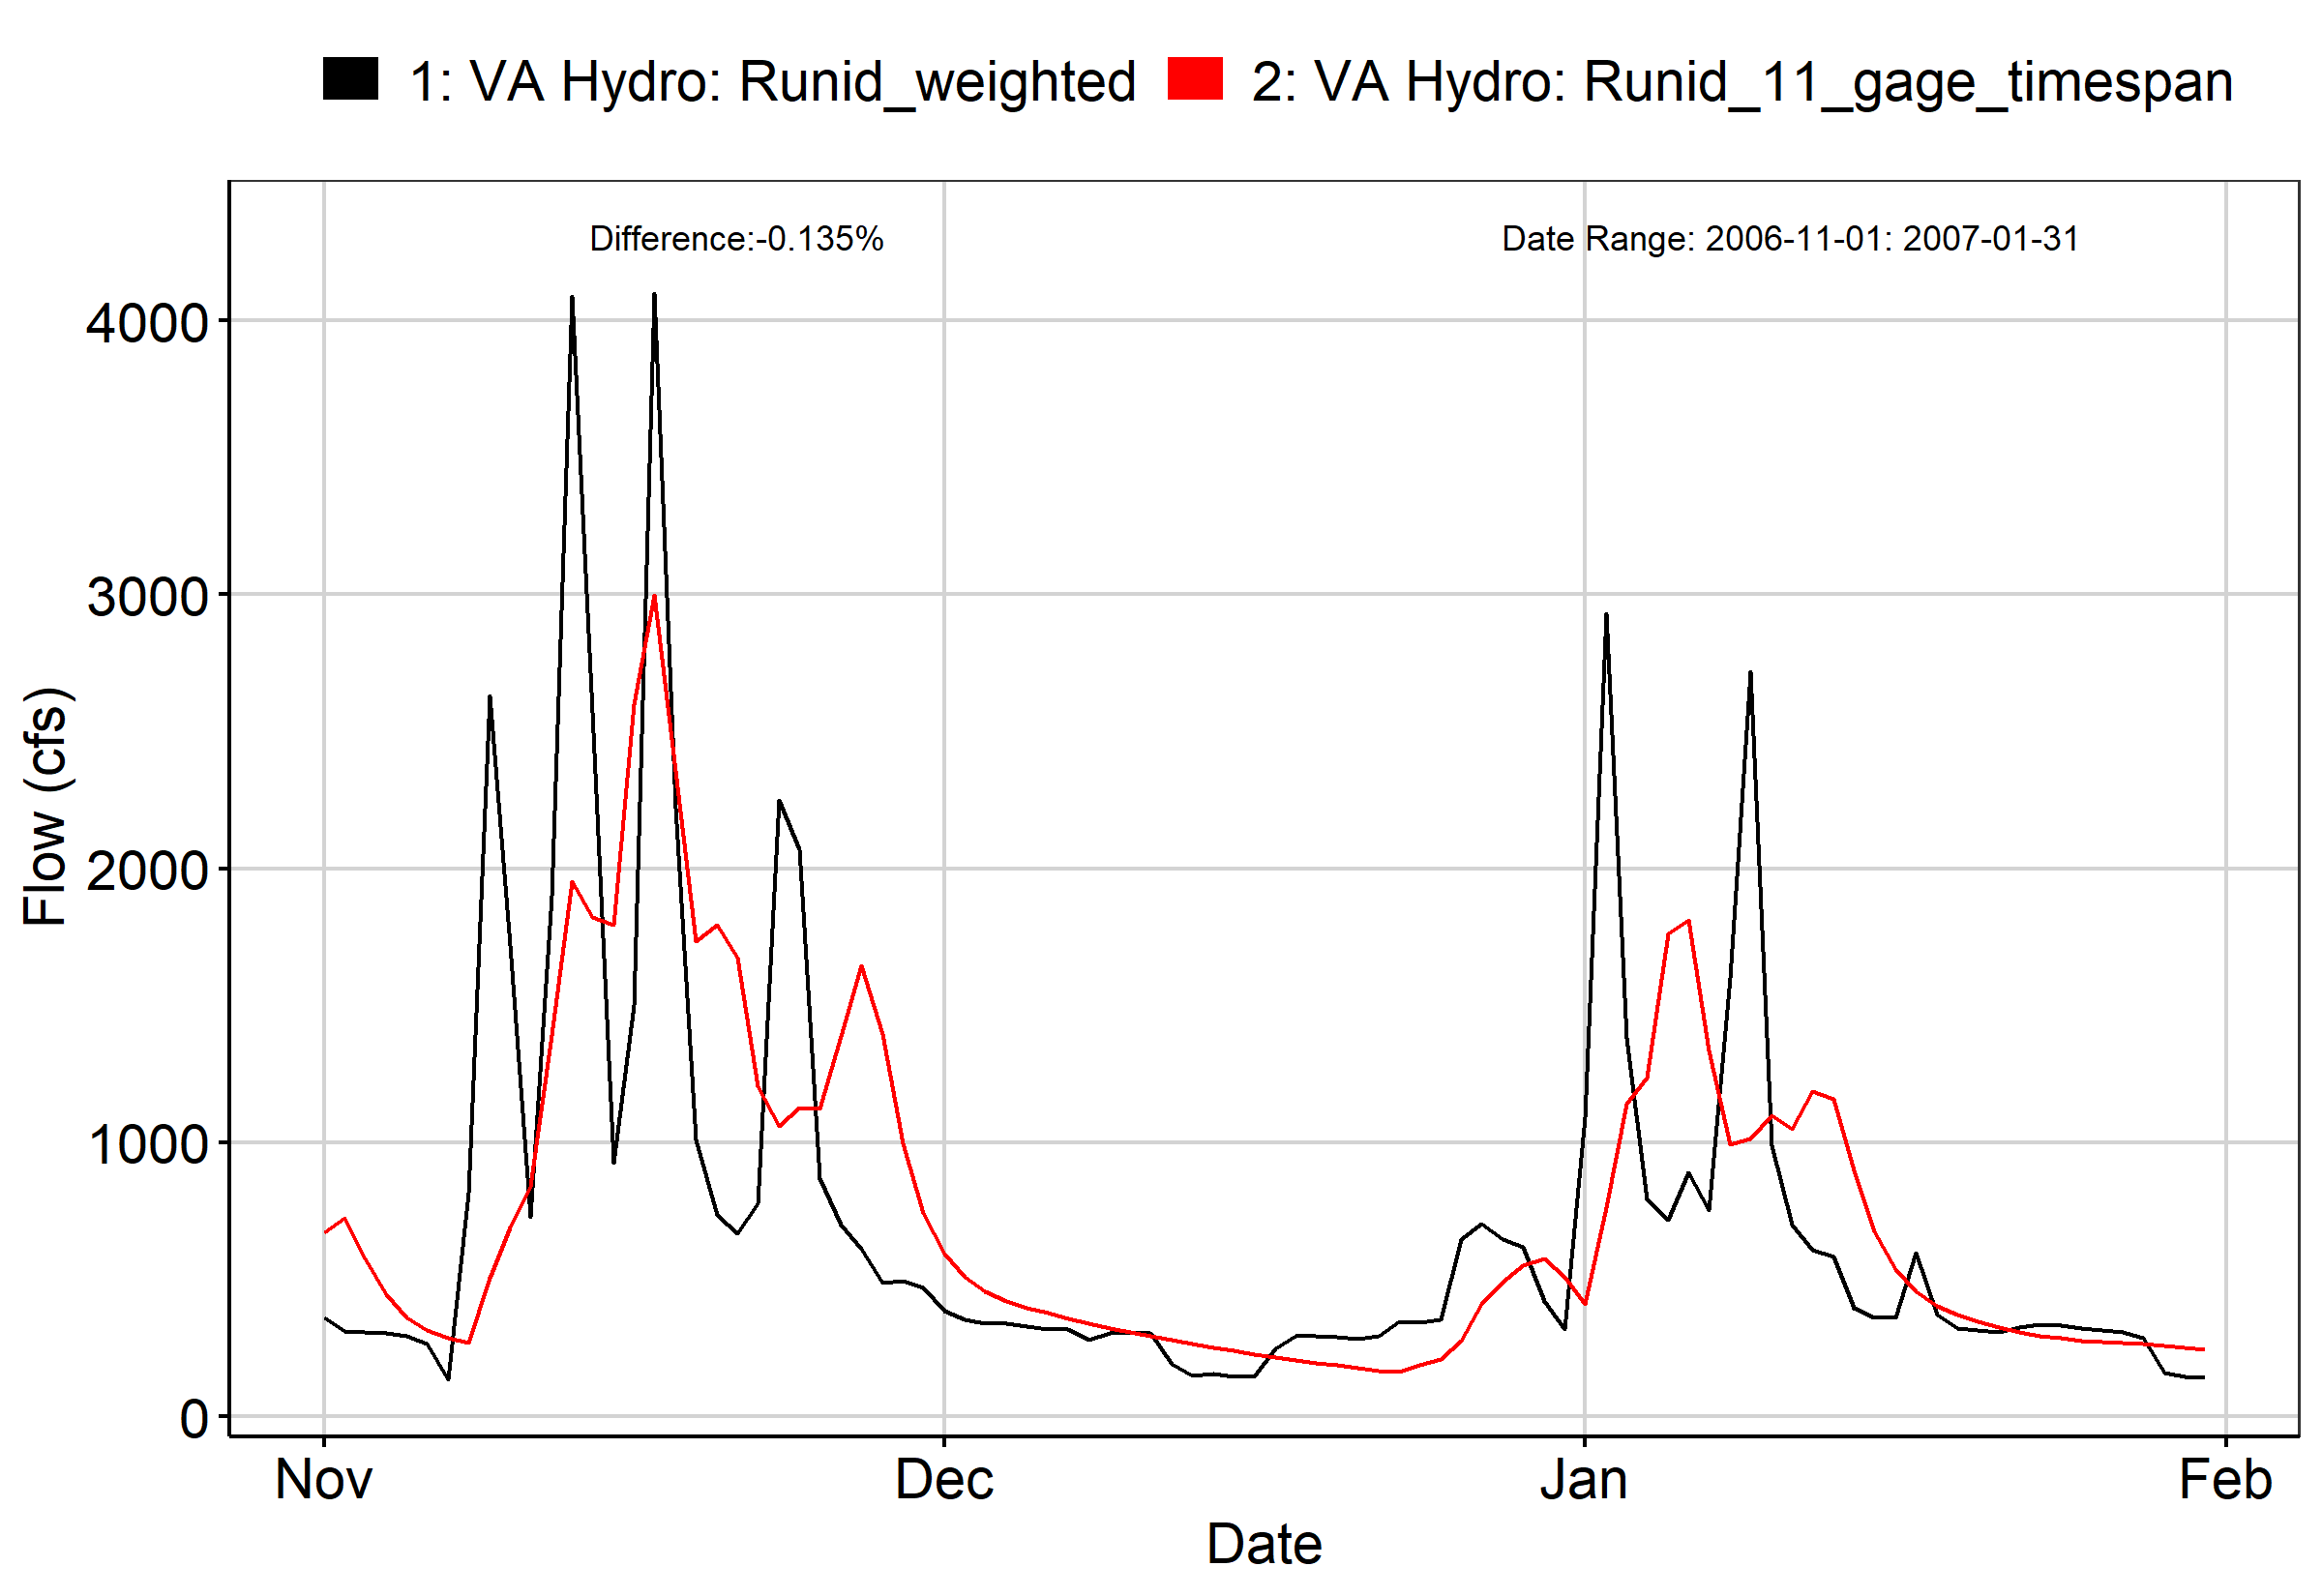 1: VA Hydro: Runid_weighted 2: VA Hydro: Runid_11_gage_timespan
Difference:-0.135% Date Range: 2006-11-01: 2007-01-31
4000
3000
2000
1000
0
Flow (cfs)
Nov Dec Jan Feb
Date